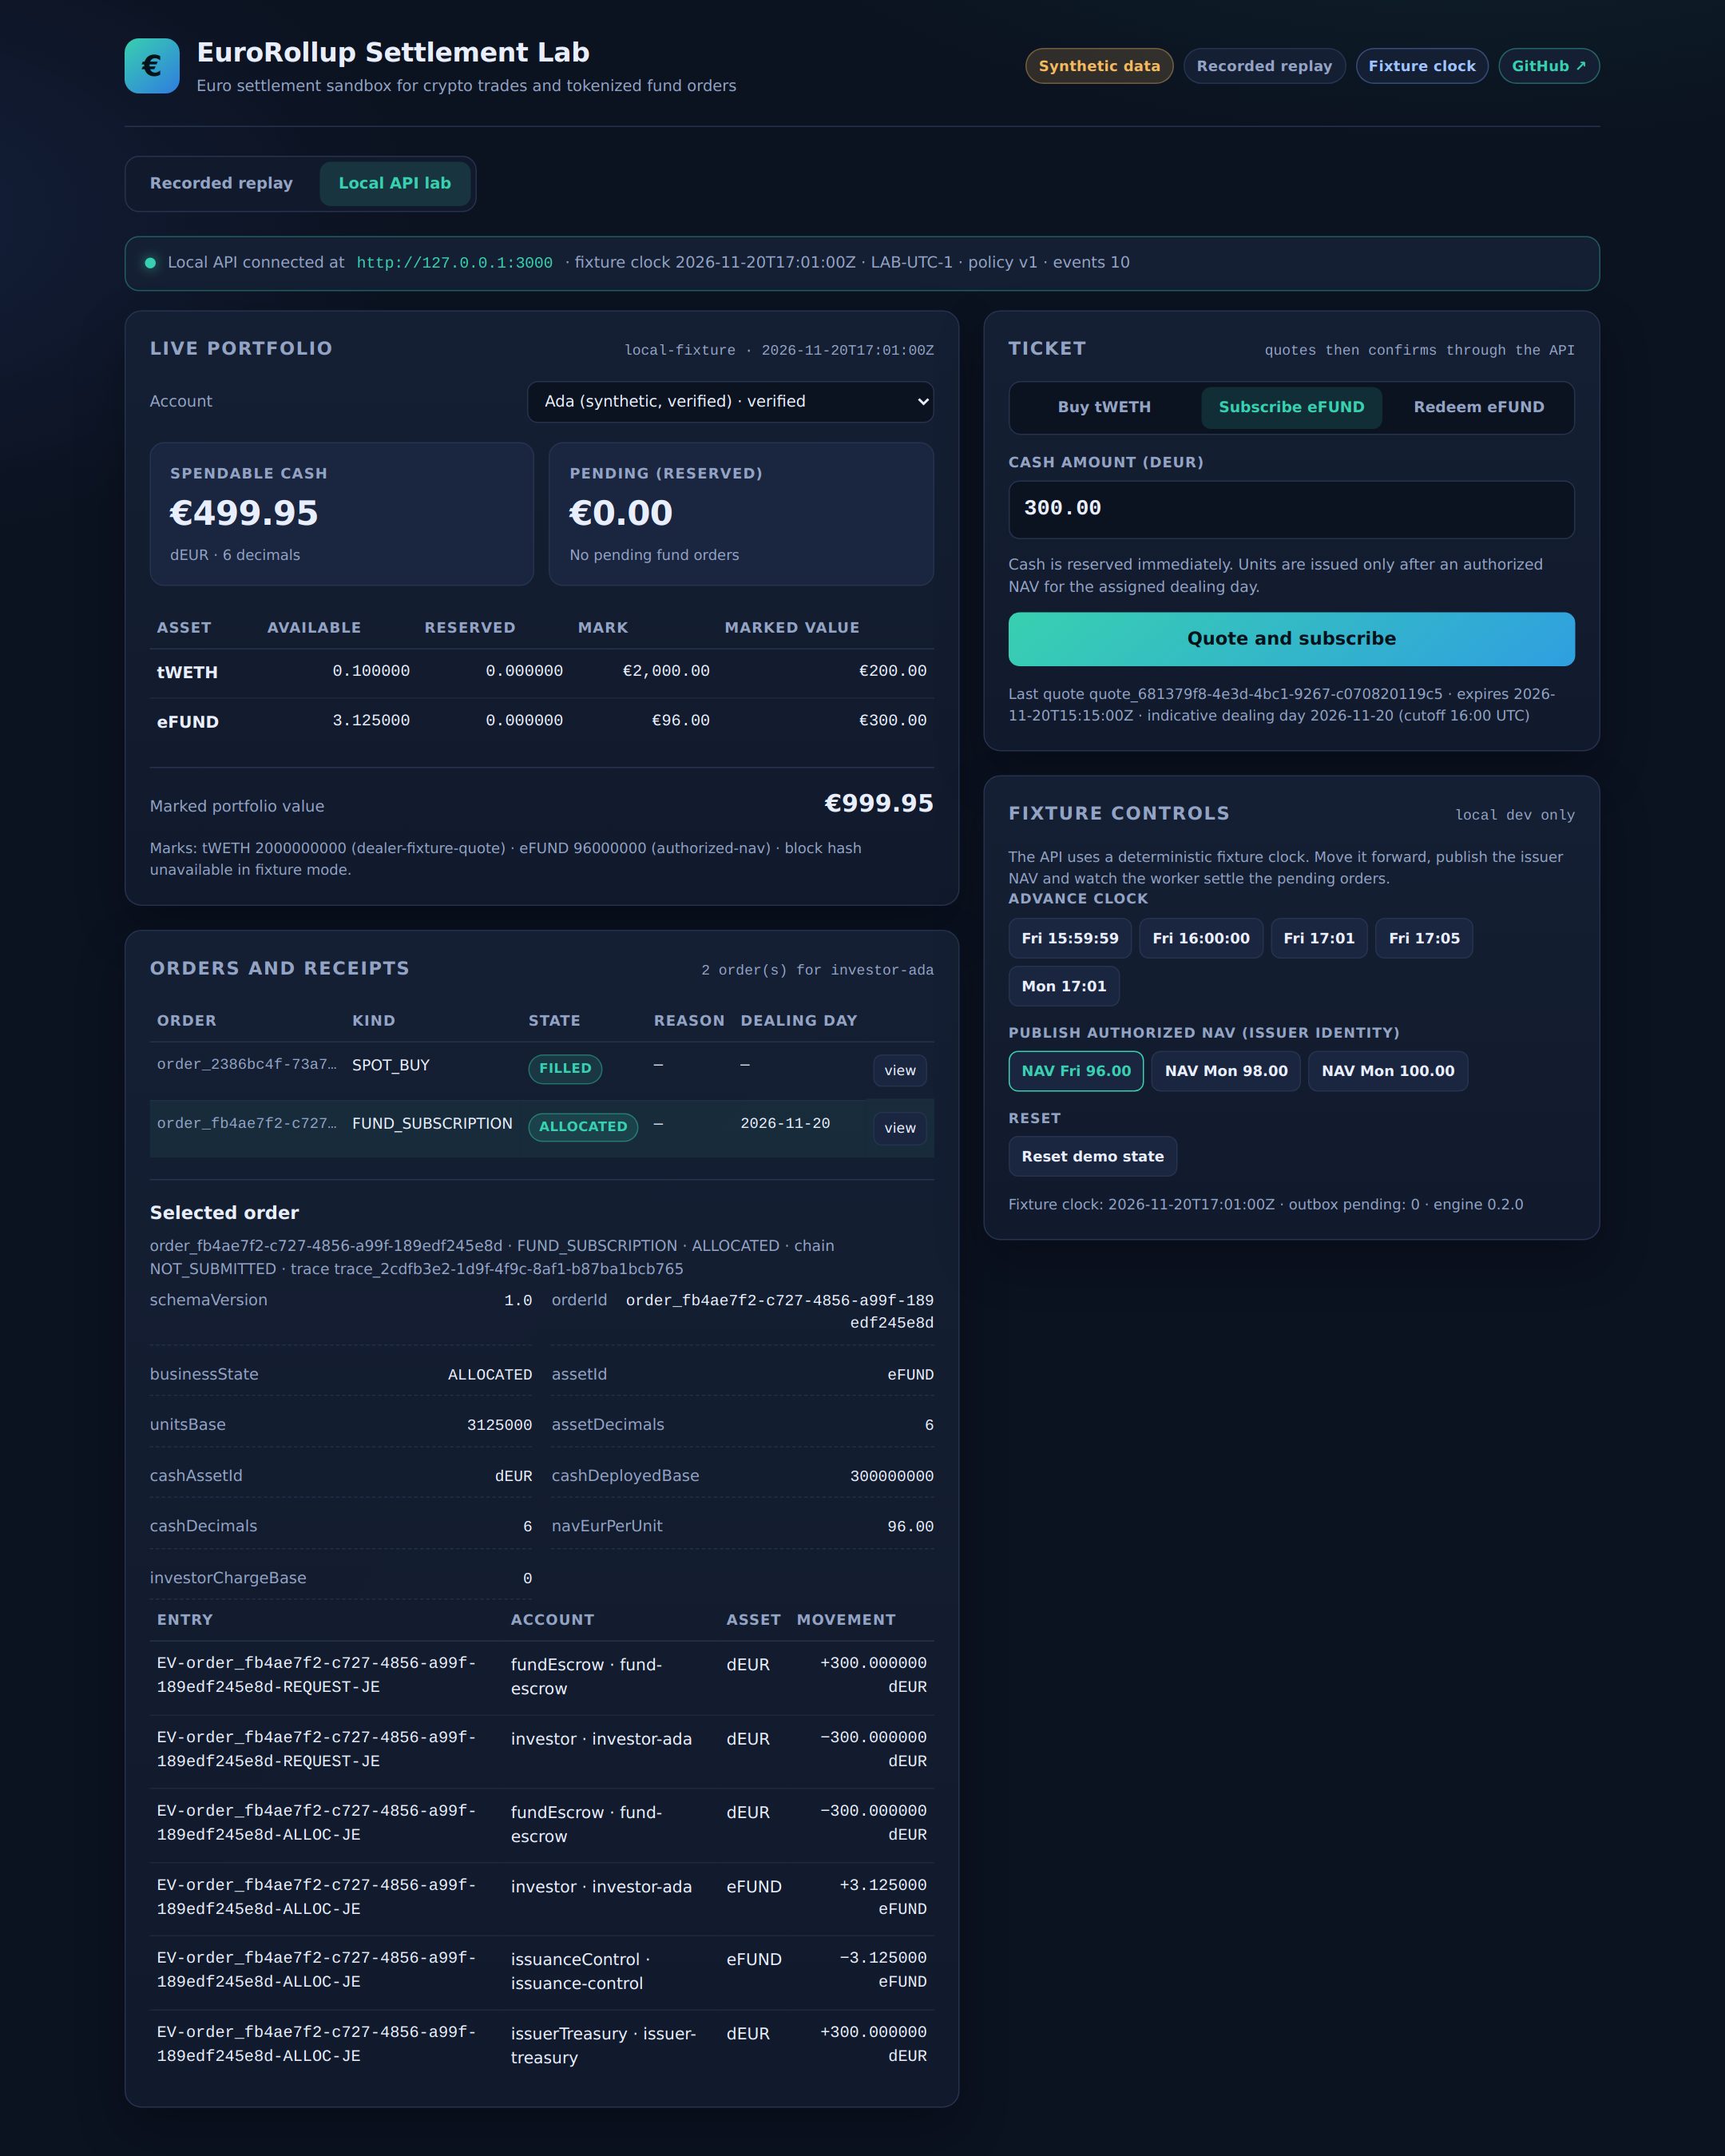 €
EuroRollup Settlement Lab
Euro settlement sandbox for crypto trades and tokenized fund orders
Synthetic data
Recorded replay
Fixture clock
GitHub ↗
Recorded replay
Local API lab
Local API connected at http://127.0.0.1:3000 · fixture clock 2026-11-20T17:01:00Z · LAB-UTC-1 · policy v1 · events 10
LIVE PORTFOLIO
local-fixture · 2026-11-20T17:01:00Z
Account
Ada (synthetic, verified) · verified
SPENDABLE CASH
€499.95
dEUR · 6 decimals
PENDING (RESERVED)
€0.00
No pending fund orders
ASSET AVAILABLE RESERVED MARK MARKED VALUE
tWETH 0.100000 0.000000 €2,000.00 €200.00
eFUND 3.125000 0.000000 €96.00 €300.00
Marked portfolio value €999.95
Marks: tWETH 2000000000 (dealer-fixture-quote) · eFUND 96000000 (authorized-nav) · block hash
unavailable in fixture mode.
ORDERS AND RECEIPTS
2 order(s) for investor-ada
ORDER KIND STATE REASON DEALING DAY
order_2386bc4f-73a7… SPOT_BUY FILLED — — view
order_fb4ae7f2-c727… FUND_SUBSCRIPTION ALLOCATED — 2026-11-20 view
Selected order
order_fb4ae7f2-c727-4856-a99f-189edf245e8d · FUND_SUBSCRIPTION · ALLOCATED · chain
NOT_SUBMITTED · trace trace_2cdfb3e2-1d9f-4f9c-8af1-b87ba1bcb765
schemaVersion 1.0
orderId order_fb4ae7f2-c727-4856-a99f-189
edf245e8d
businessState ALLOCATED
assetId eFUND
unitsBase 3125000
assetDecimals 6
cashAssetId dEUR
cashDeployedBase 300000000
cashDecimals 6
navEurPerUnit 96.00
investorChargeBase 0
ENTRY ACCOUNT ASSET MOVEMENT
EV-order_fb4ae7f2-c727-4856-a99f- fundEscrow · fund- dEUR +300.000000
189edf245e8d-REQUEST-JE escrow dEUR
EV-order_fb4ae7f2-c727-4856-a99f- investor · investor-ada dEUR −300.000000
189edf245e8d-REQUEST-JE dEUR
EV-order_fb4ae7f2-c727-4856-a99f- fundEscrow · fund- dEUR −300.000000
189edf245e8d-ALLOC-JE escrow dEUR
EV-order_fb4ae7f2-c727-4856-a99f- investor · investor-ada eFUND +3.125000
189edf245e8d-ALLOC-JE eFUND
EV-order_fb4ae7f2-c727-4856-a99f- issuanceControl · eFUND −3.125000
189edf245e8d-ALLOC-JE issuance-control eFUND
EV-order_fb4ae7f2-c727-4856-a99f- issuerTreasury · issuer- dEUR +300.000000
189edf245e8d-ALLOC-JE treasury dEUR
TICKET
quotes then confirms through the API
Buy tWETH
Subscribe eFUND
Redeem eFUND
CASH AMOUNT (DEUR)
300.00
Cash is reserved immediately. Units are issued only after an authorized
NAV for the assigned dealing day.
Quote and subscribe
Last quote quote_681379f8-4e3d-4bc1-9267-c070820119c5 · expires 2026-
11-20T15:15:00Z · indicative dealing day 2026-11-20 (cutoff 16:00 UTC)
FIXTURE CONTROLS
local dev only
The API uses a deterministic fixture clock. Move it forward, publish the issuer
NAV and watch the worker settle the pending orders.
ADVANCE CLOCK
Fri 15:59:59
Fri 16:00:00
Fri 17:01
Fri 17:05
Mon 17:01
PUBLISH AUTHORIZED NAV (ISSUER IDENTITY)
NAV Fri 96.00
NAV Mon 98.00
NAV Mon 100.00
RESET
Reset demo state
Fixture clock: 2026-11-20T17:01:00Z · outbox pending: 0 · engine 0.2.0